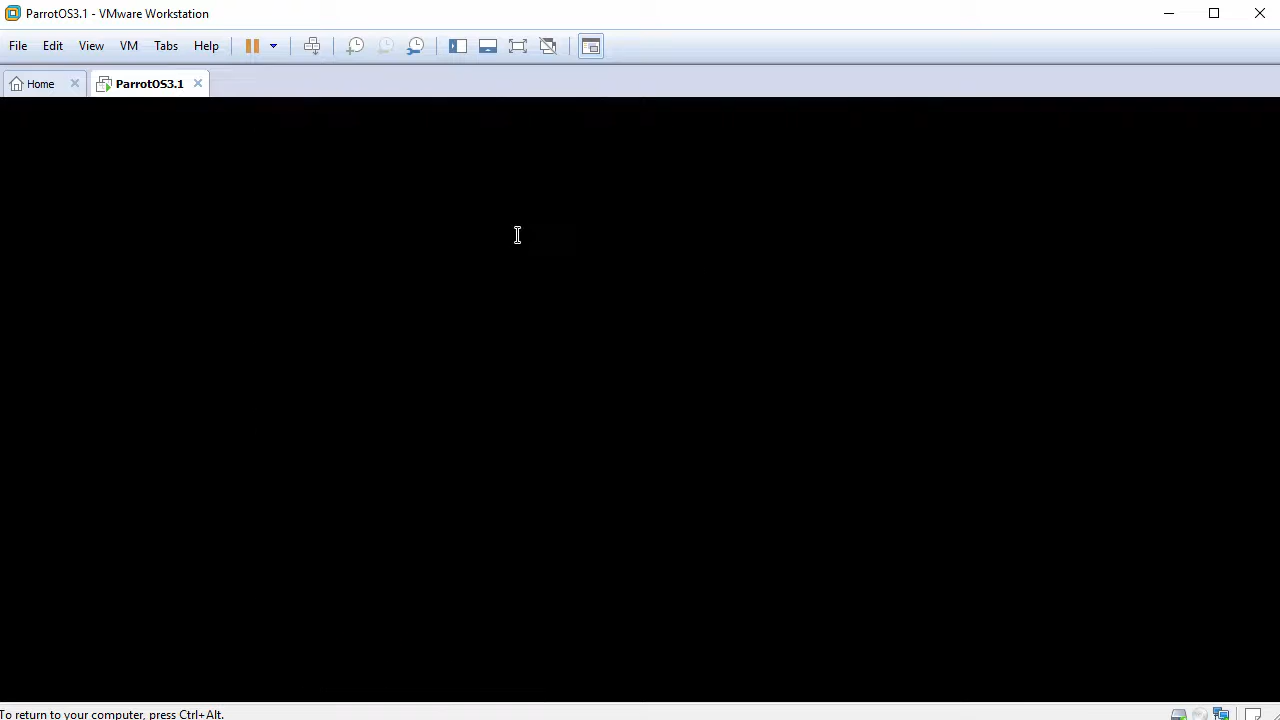 ParrotOS3.1 - VMware Workstation
File Edit View VM Tabs Help
Home ParrotOS3.1
To return to your computer, press Ctrl+Alt.